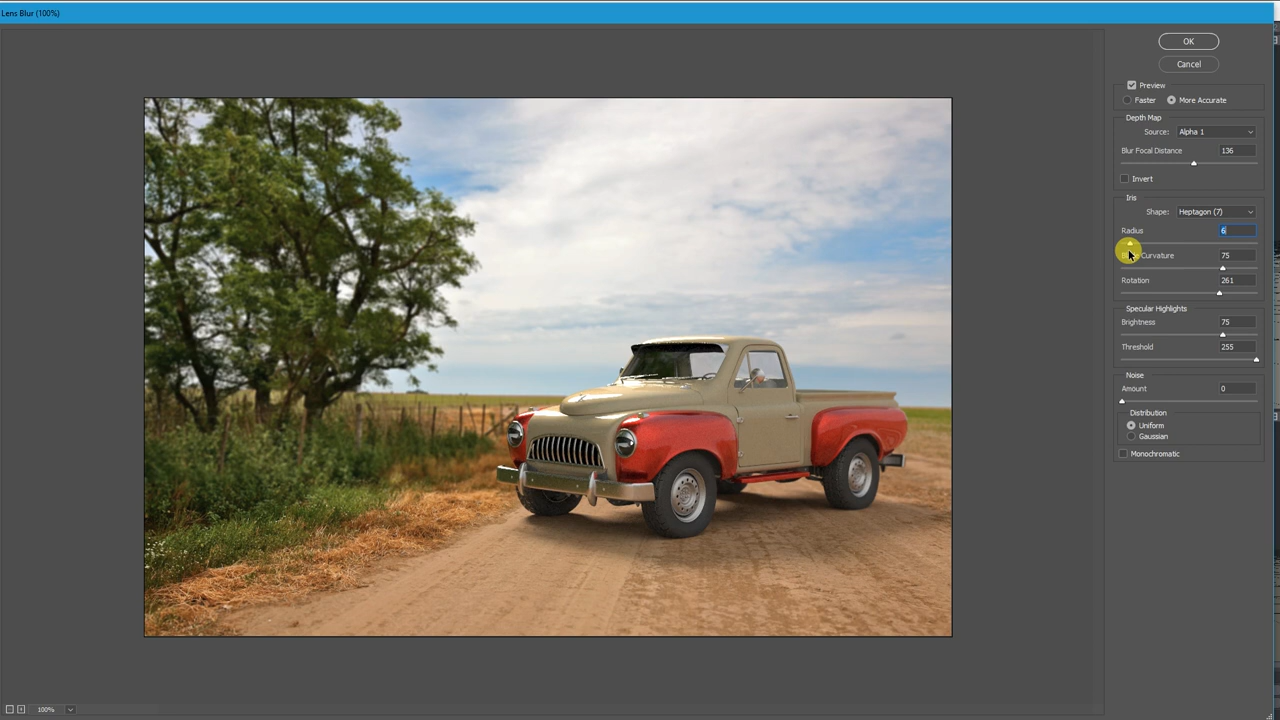 Lens Blur (100%)
OK
Cancel
Preview
Faster
More Accurate
Depth Map
Source: Alpha 1
Blur Focal Distance 136
Invert
Iris
Shape: Heptagon (7)
Radius 6
Curvature 75
Rotation 261
Specular Highlights
Brightness 75
Threshold 255
Noise
Amount 0
Distribution
Uniform
Gaussian
Monochromatic
100%